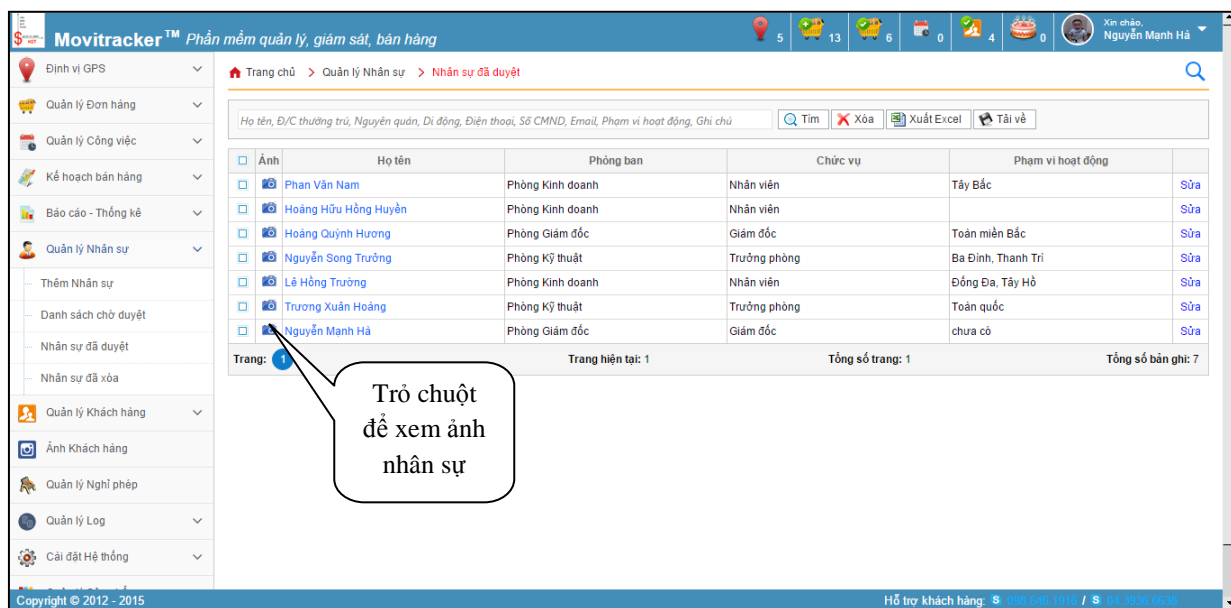 HOT
Movitracker™ Phần mềm quản lý, giám sát, bán hàng
5
13
6
0
4
0
Xin chào,
Nguyễn Mạnh Hà
Định vị GPS
Quản lý Đơn hàng
Quản lý Công việc
Kế hoạch bán hàng
Báo cáo - Thống kê
Quản lý Nhân sự
Thêm Nhân sự
Danh sách chờ duyệt
Nhân sự đã duyệt
Nhân sự đã xóa
Quản lý Khách hàng
Ảnh Khách hàng
Quản lý Nghỉ phép
Quản lý Log
Cài đặt Hệ thống
Trang chủ > Quản lý Nhân sự > Nhân sự đã duyệt
Họ tên, Đ/C thường trú, Nguyên quán, Di động, Điện thoại, Số CMND, Email, Phạm vi hoạt động, Ghi chú
Tìm Xóa Xuất Excel Tải về
Ảnh Họ tên Phòng ban Chức vụ Phạm vi hoạt động
Phan Văn Nam Phòng Kinh doanh Nhân viên Tây Bắc Sửa
Hoàng Hữu Hồng Huyền Phòng Kinh doanh Nhân viên Sửa
Hoàng Quỳnh Hương Phòng Giám đốc Giám đốc Toàn miền Bắc Sửa
Nguyễn Song Trưởng Phòng Kỹ thuật Trưởng phòng Ba Đình, Thanh Trì Sửa
Lê Hồng Trường Phòng Kinh doanh Nhân viên Đống Đa, Tây Hồ Sửa
Trương Xuân Hoàng Phòng Kỹ thuật Trưởng phòng Toàn quốc Sửa
Nguyễn Mạnh Hà Phòng Giám đốc Giám đốc chưa có Sửa
Trang: 1 Trang hiện tại: 1 Tổng số trang: 1 Tổng số bản ghi: 7
Trỏ chuột
để xem ảnh
nhân sự
Copyright © 2012 - 2015
Hỗ trợ khách hàng: S 098 646 1916 / S 04 3936 6636